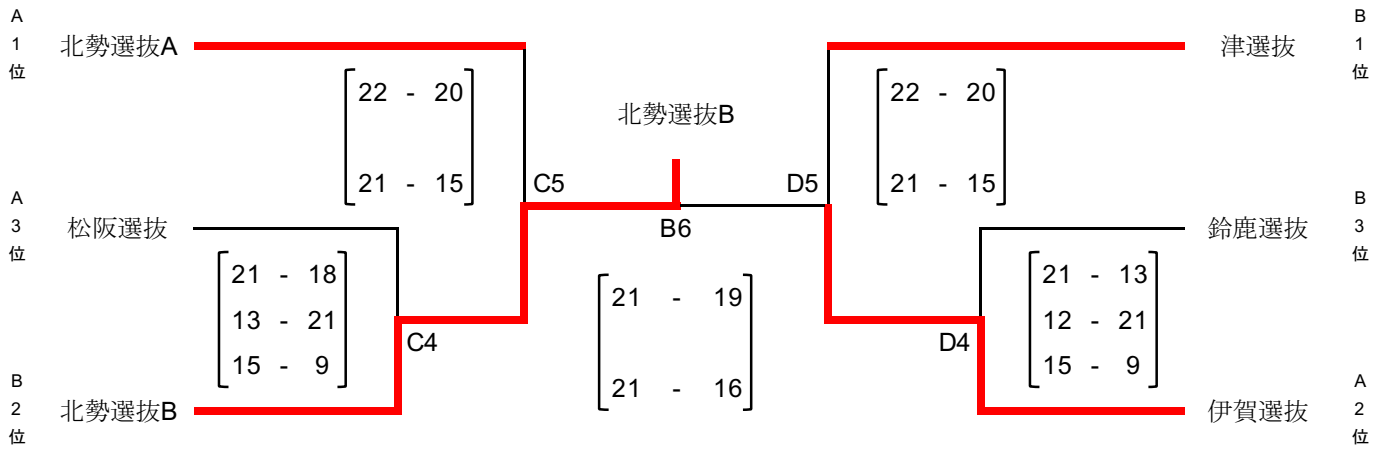 A
1
位
北勢選抜A
B
1
位
津選抜
22 - 20
21 - 15
22 - 20
21 - 15
北勢選抜B
C5
D5
B6
A
3
位
松阪選抜
B
3
位
鈴鹿選抜
21 - 18
13 - 21
15 - 9
21 - 19
21 - 16
21 - 13
12 - 21
15 - 9
C4
D4
B
2
位
北勢選抜B
A
2
位
伊賀選抜